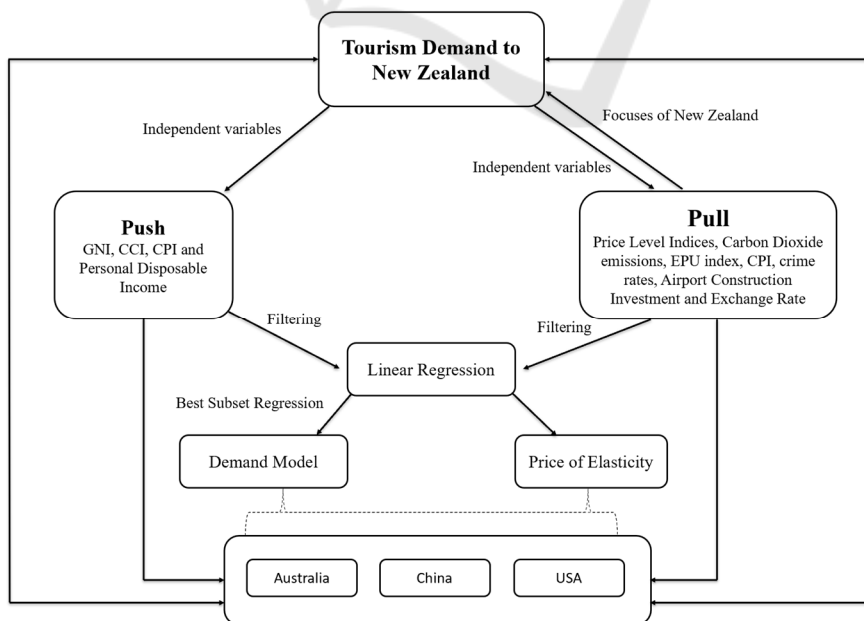 Tourism Demand to
New Zealand
Independent variables
Focuses of New Zealand
Independent variables
Push
GNI, CCI, CPI and
Personal Disposable
Income
Pull
Price Level Indices, Carbon Dioxide
emissions, EPU index, CPI, crime
rates, Airport Construction
Investment and Exchange Rate
Filtering
Filtering
Linear Regression
Best Subset Regression
Demand Model
Price of Elasticity
Australia
China
USA